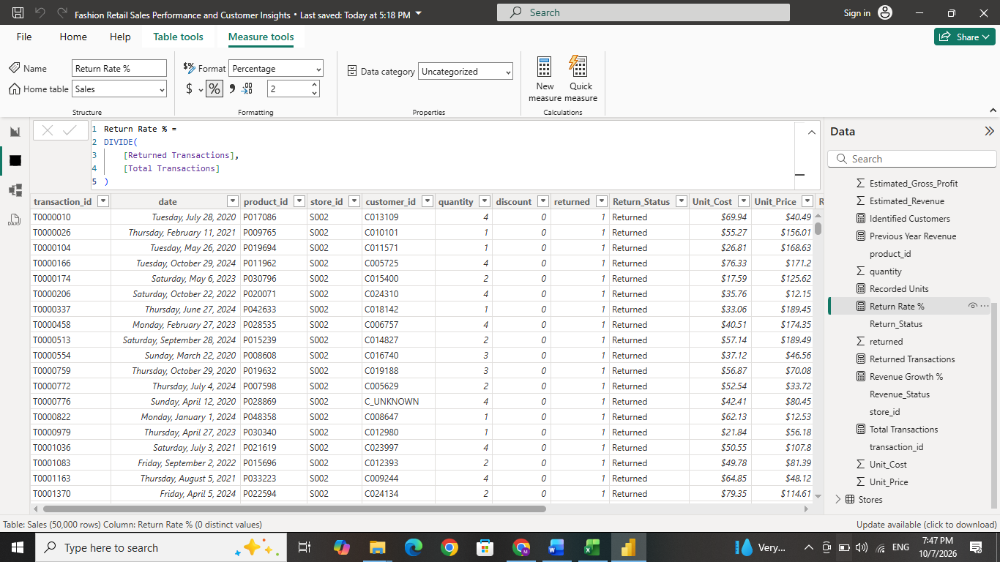 Fashion Retail Sales Performance and Customer Insights • Last saved: Today at 5:18 PM
Search
Sign in
File Home Help Table tools Measure tools
Share
Name Return Rate %
Home table Sales
Structure
Format Percentage
$ % 2
Formatting
Data category Uncategorized
Properties
New measure
Quick measure
Calculations
1 Return Rate % =
2 DIVIDE(
3 [Returned Transactions],
4 [Total Transactions]
5 )
transaction_id date product_id store_id customer_id quantity discount returned Return_Status Unit_Cost Unit_Price R
T0000010 Tuesday, July 28, 2020 P017086 S002 C013109 4 0 1 Returned $69.94 $40.49
T0000026 Thursday, February 11, 2021 P009765 S002 C010101 1 0 1 Returned $55.27 $156.01
T0000104 Tuesday, May 26, 2020 P019694 S002 C011571 1 0 1 Returned $26.81 $168.63
T0000166 Tuesday, October 29, 2024 P011962 S002 C005725 4 0 1 Returned $76.33 $171.2
T0000174 Saturday, May 6, 2023 P030796 S002 C015400 2 0 1 Returned $17.59 $125.62
T0000206 Saturday, October 22, 2022 P020071 S002 C024310 4 0 1 Returned $35.76 $12.15
T0000337 Thursday, June 27, 2024 P042633 S002 C018142 1 0 1 Returned $33.06 $189.45
T0000458 Monday, February 27, 2023 P028535 S002 C006757 4 0 1 Returned $40.51 $174.35
T0000513 Saturday, September 28, 2024 P015239 S002 C014827 2 0 1 Returned $57.14 $189.49
T0000554 Sunday, March 22, 2020 P008608 S002 C016740 3 0 1 Returned $37.12 $46.56
T0000759 Thursday, October 29, 2020 P019632 S002 C019188 3 0 1 Returned $56.87 $70.08
T0000772 Thursday, July 4, 2024 P007598 S002 C005629 2 0 1 Returned $52.54 $33.72
T0000776 Sunday, April 12, 2020 P028869 S002 C_UNKNOWN 4 0 1 Returned $42.41 $80.45
T0000822 Monday, January 1, 2024 P048358 S002 C008647 1 0 1 Returned $62.13 $12.53
T0000979 Thursday, April 27, 2023 P030340 S002 C012980 1 0 1 Returned $21.84 $56.18
T0001036 Saturday, July 3, 2021 P021619 S002 C023997 4 0 1 Returned $50.55 $107.8
T0001083 Friday, September 2, 2022 P015696 S002 C012393 2 0 1 Returned $49.78 $81.39
T0001163 Thursday, August 5, 2021 P033223 S002 C009244 4 0 1 Returned $64.85 $48.12
T0001370 Friday, April 5, 2024 P022594 S002 C024134 2 0 1 Returned $79.35 $114.61
DAX
Data
Search
Estimated_Gross_Profit
Estimated_Revenue
Identified Customers
Previous Year Revenue
product_id
quantity
Recorded Units
Return Rate %
Return_Status
returned
Returned Transactions
Revenue Growth %
Revenue_Status
store_id
Total Transactions
transaction_id
Unit_Cost
Unit_Price
Stores
Table: Sales (50,000 rows) Column: Return Rate % (0 distinct values)
Update available (click to download)
Type here to search
Very...
ENG
7:47 PM
10/7/2026